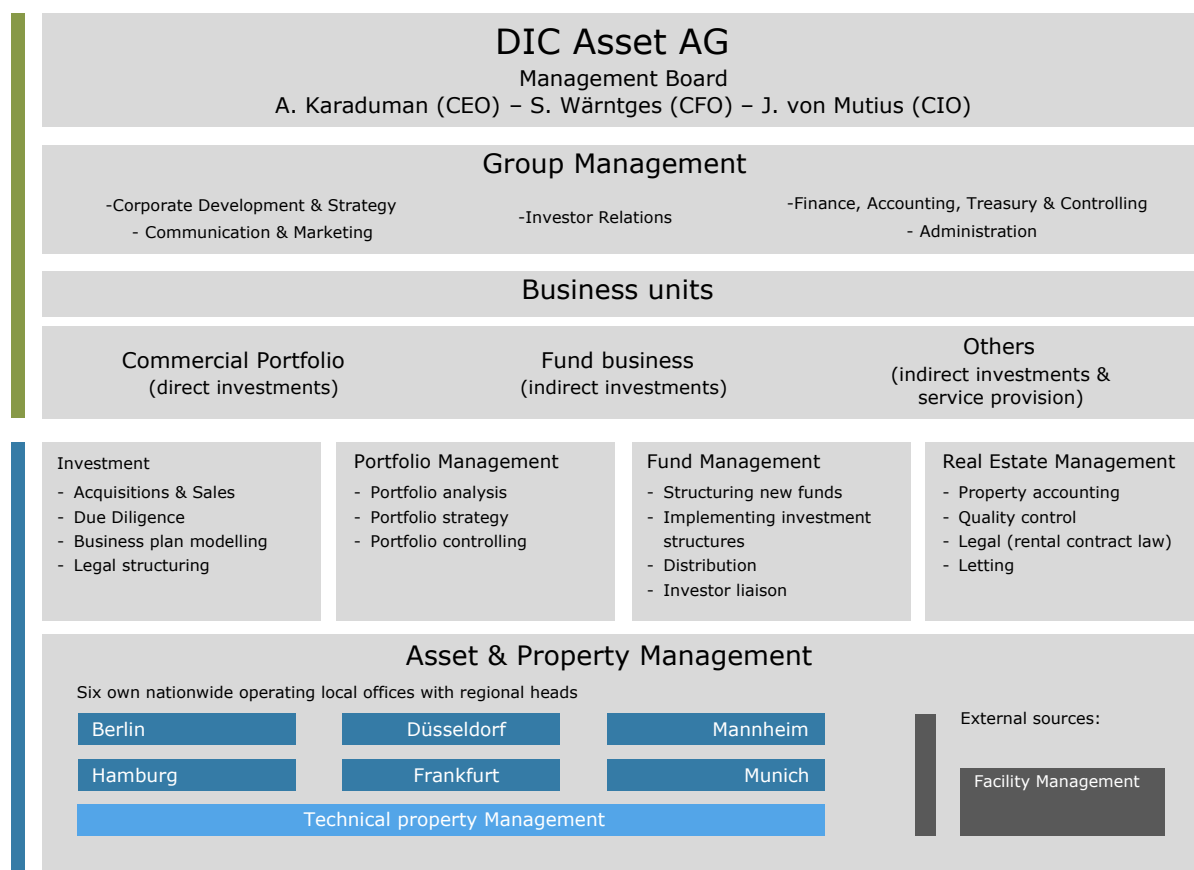 DIC Asset AG
Management Board
A. Karaduman (CEO) – S. Wärntges (CFO) – J. von Mutius (CIO)
Group Management
-Corporate Development & Strategy
- Communication & Marketing
-Investor Relations
-Finance, Accounting, Treasury & Controlling
- Administration
Business units
Commercial Portfolio
(direct investments)
Fund business
(indirect investments)
Others
(indirect investments &
service provision)
Investment
- Acquisitions & Sales
- Due Diligence
- Business plan modelling
- Legal structuring
Portfolio Management
- Portfolio analysis
- Portfolio strategy
- Portfolio controlling
Fund Management
- Structuring new funds
- Implementing investment
structures
- Distribution
- Investor liaison
Real Estate Management
- Property accounting
- Quality control
- Legal (rental contract law)
- Letting
Asset & Property Management
Six own nationwide operating local offices with regional heads
Berlin
Düsseldorf
Mannheim
Hamburg
Frankfurt
Munich
Technical property Management
External sources:
Facility Management